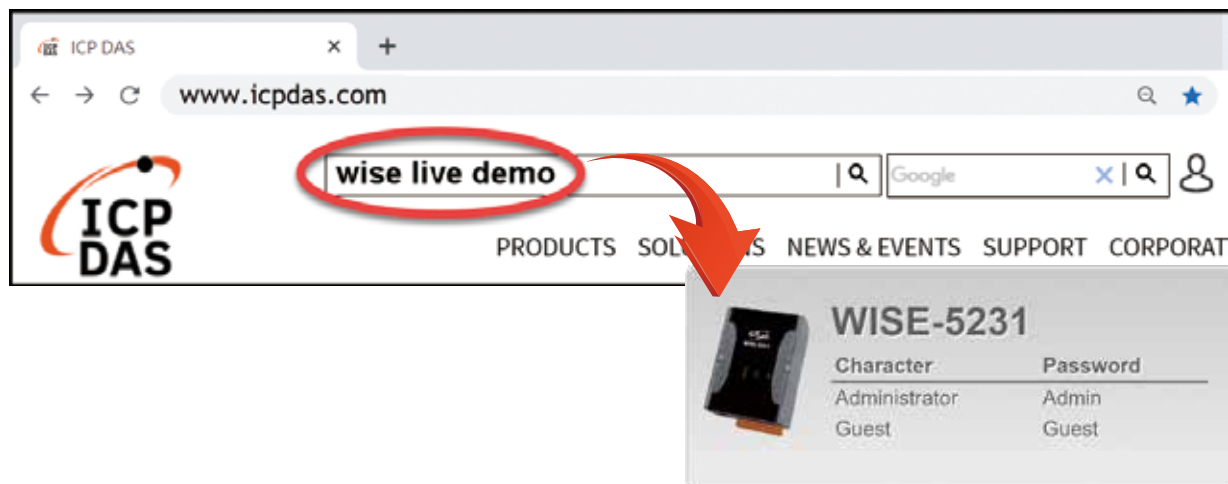 ICP DAS
www.icpdas.com
wise live demo
Google
ICP
DAS
PRODUCTS SOLUTIONS NEWS & EVENTS SUPPORT CORPORAT
WISE-5231
Character Password
Administrator Admin
Guest Guest